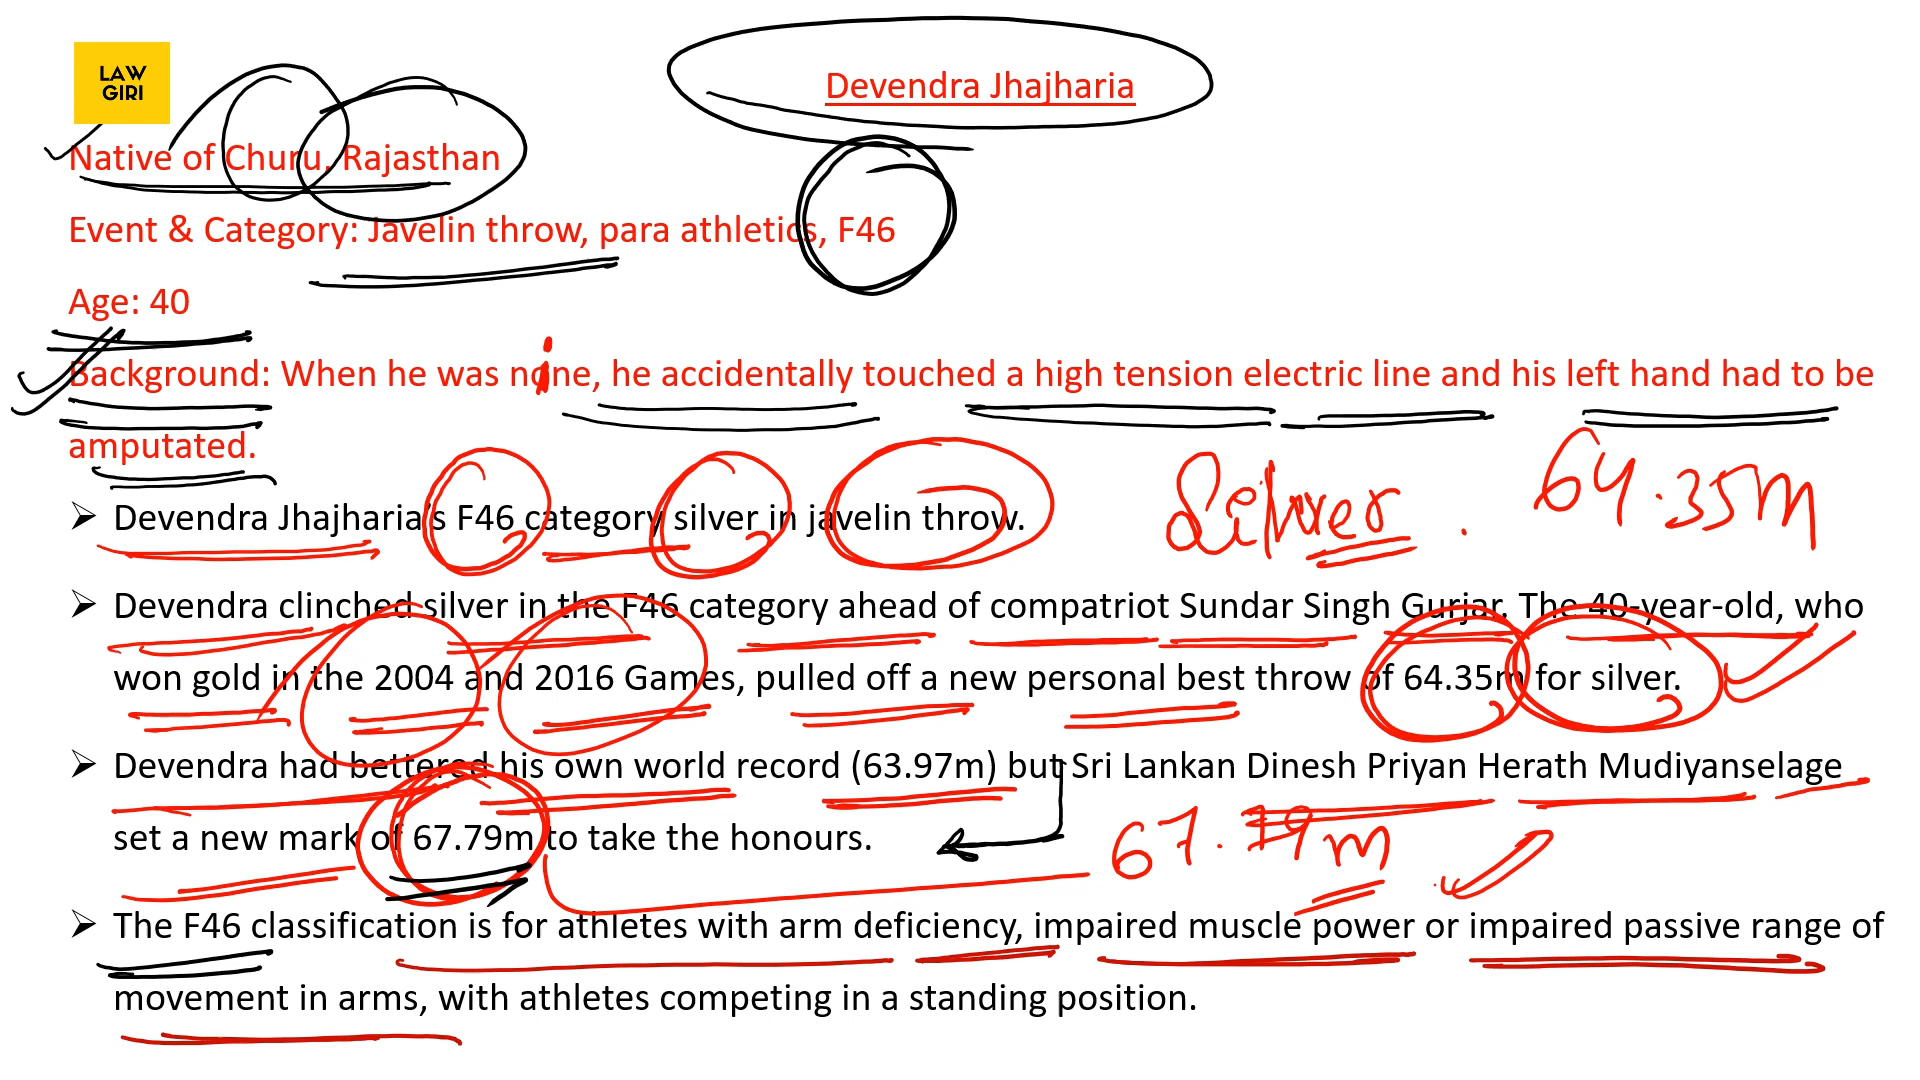 LAW
GIRI
Devendra Jhajharia
Native of Churu, Rajasthan
Event & Category: Javelin throw, para athletics, F46
Age: 40
Background: When he was nine, he accidentally touched a high tension electric line and his left hand had to be
amputated.
➢ Devendra Jhajharia's F46 category silver in javelin throw.
Silver . 64.35m
➢ Devendra clinched silver in the F46 category ahead of compatriot Sundar Singh Gurjar. The 40-year-old, who
won gold in the 2004 and 2016 Games, pulled off a new personal best throw of 64.35m for silver.
➢ Devendra had bettered his own world record (63.97m) but Sri Lankan Dinesh Priyan Herath Mudiyanselage
set a new mark of 67.79m to take the honours.
67.79m
➢ The F46 classification is for athletes with arm deficiency, impaired muscle power or impaired passive range of
movement in arms, with athletes competing in a standing position.